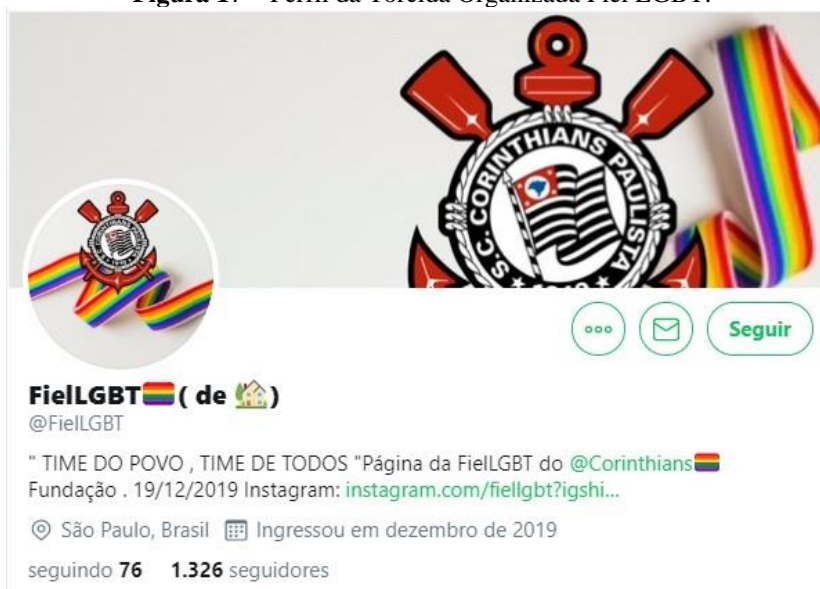 Figura 17 – Perfil da Torcida Organizada Fiel LGBT.
S.C. CORINTHIANS PAULISTA
Seguir
FielLGBT🏳️‍🌈( de 🏡)
@FielLGBT
" TIME DO POVO , TIME DE TODOS "Página da FielLGBT do @Corinthians🏳️‍🌈
Fundação . 19/12/2019 Instagram: instagram.com/fiellgbt?igshi...
São Paulo, Brasil Ingressou em dezembro de 2019
seguindo 76 1.326 seguidores